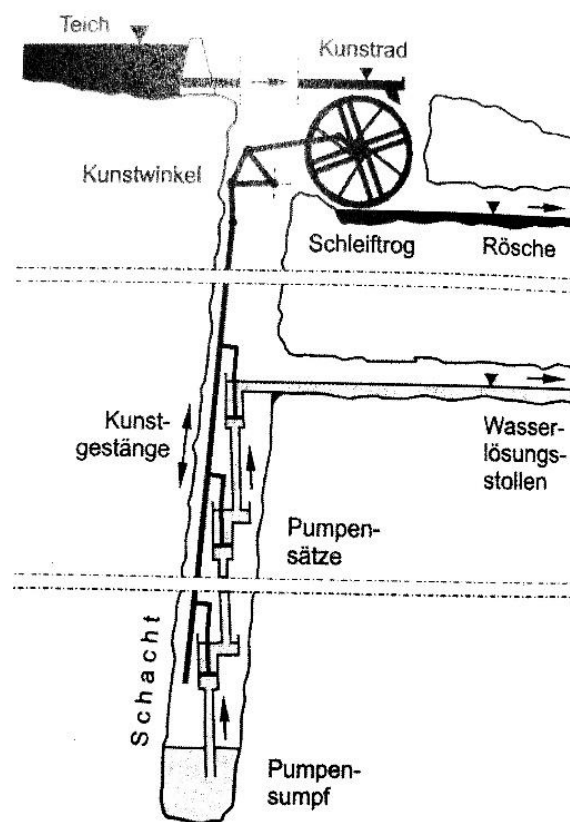 Teich
Kunstrad
Kunstwinkel
Schleiftrog
Rösche
Kunst-
gestänge
Wasser-
lösungs-
stollen
Pumpen-
sätze
Schacht
Pumpen-
sumpf